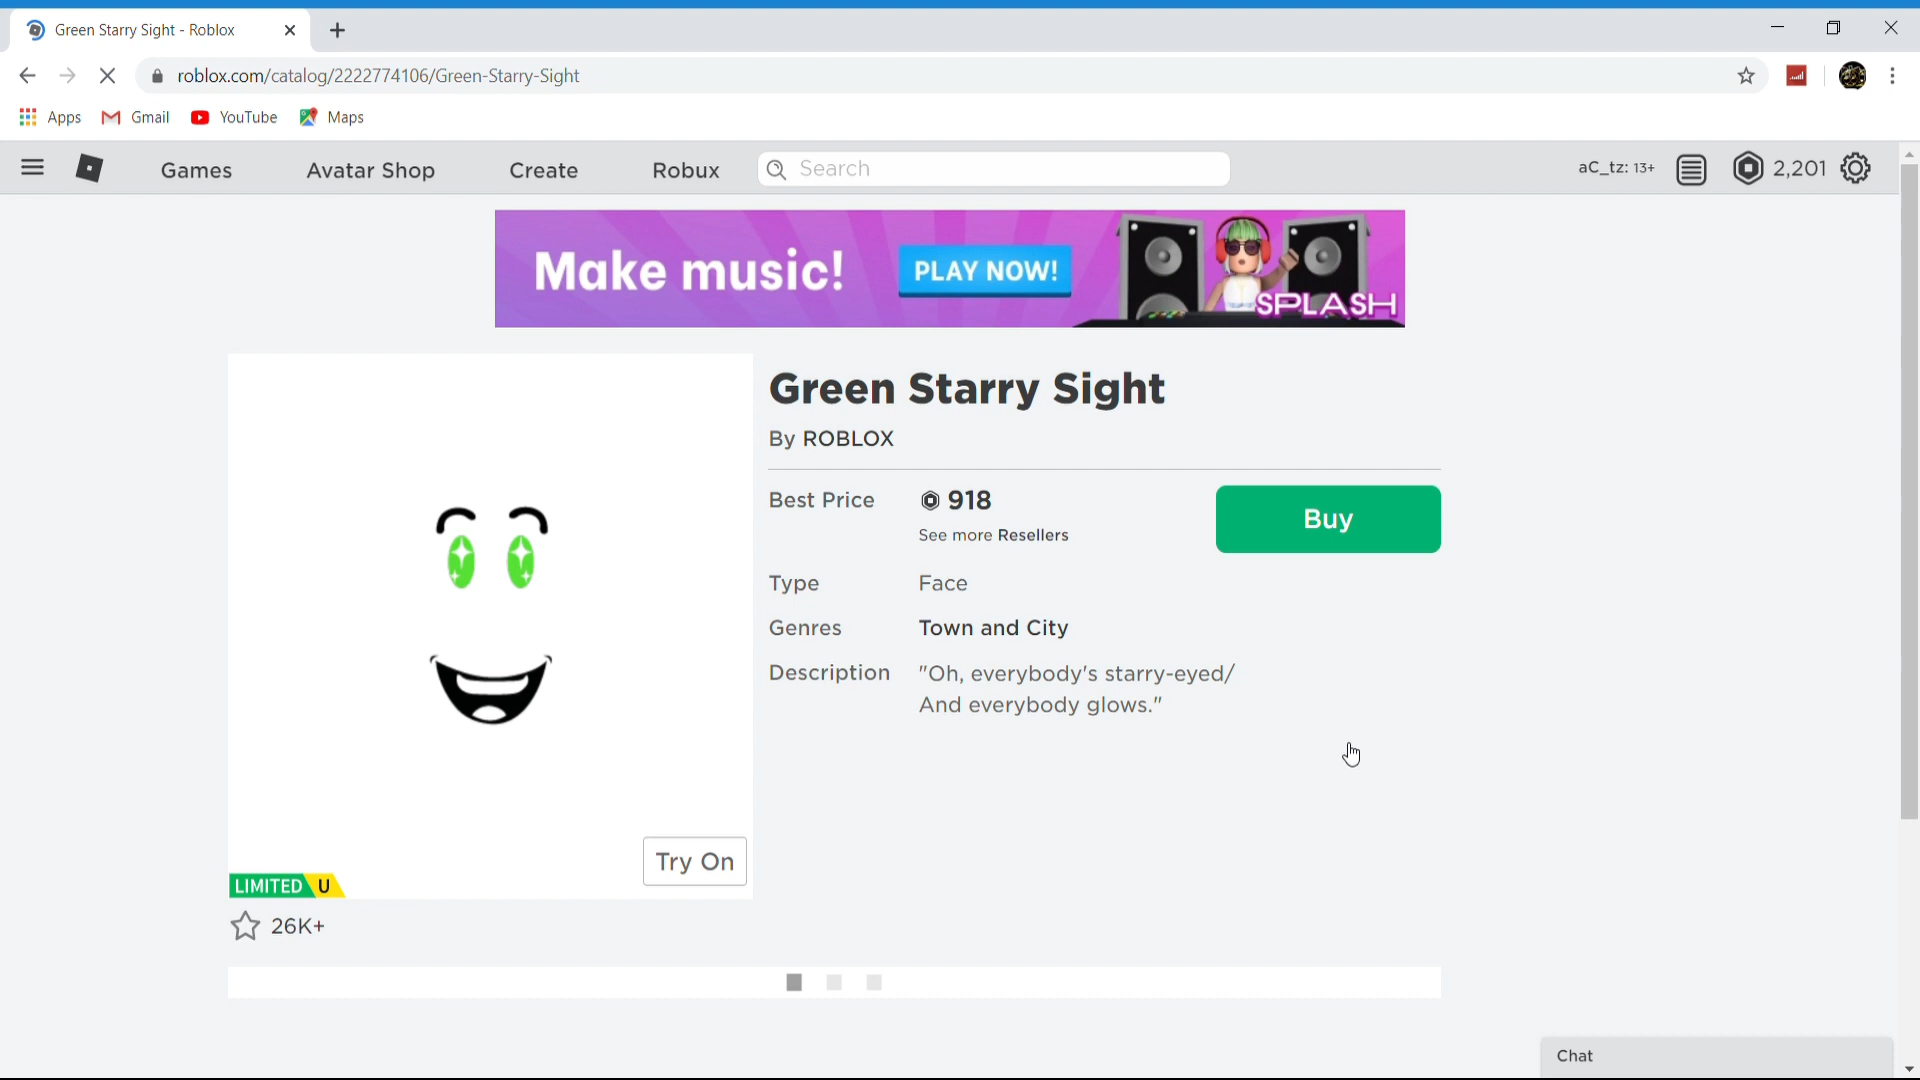 Green Starry Sight - Roblox
roblox.com/catalog/2222774106/Green-Starry-Sight
Apps Gmail YouTube Maps
Games Avatar Shop Create Robux Search aC_tz: 13+ 2,201
Make music! PLAY NOW! SPLASH
Green Starry Sight
By ROBLOX
Best Price 918 Buy
See more Resellers
Type Face
Genres Town and City
Description "Oh, everybody's starry-eyed/
And everybody glows."
Try On
LIMITED U
26K+
Chat